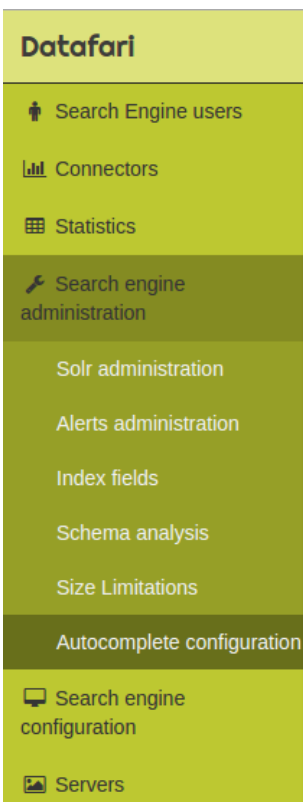 Datafari
Search Engine users
Connectors
Statistics
Search engine
administration
Solr administration
Alerts administration
Index fields
Schema analysis
Size Limitations
Autocomplete configuration
Search engine
configuration
Servers